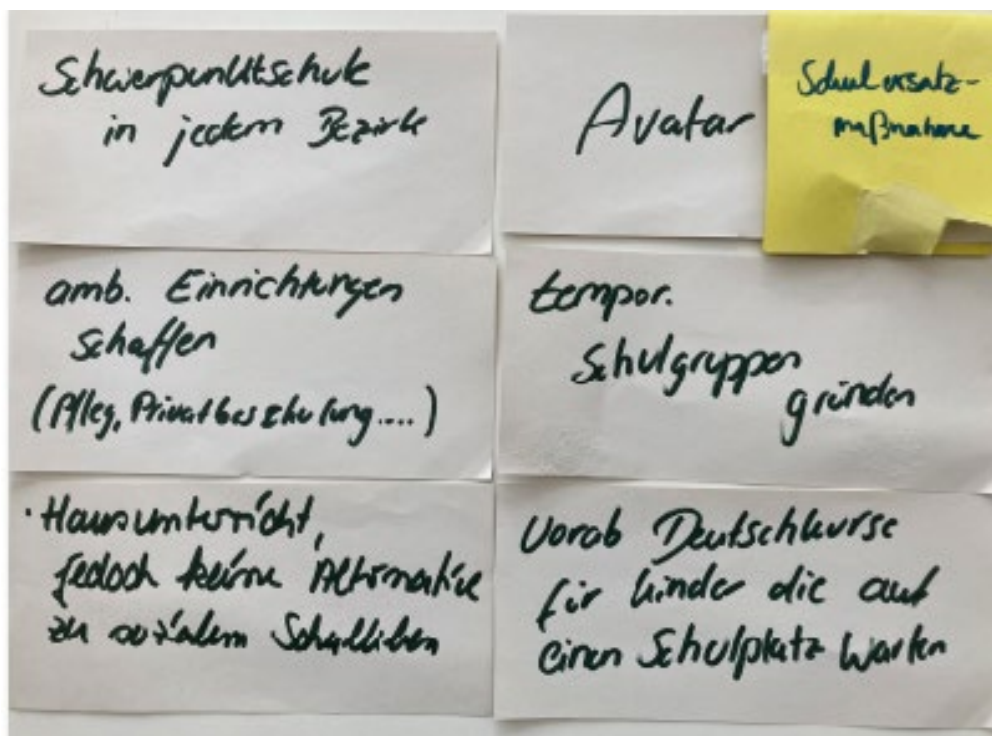 Schwerpunktschule
in jedem Bezirk
Avatar
Schulersatz-
maßnahme
amb. Einrichtungen
schaffen
(Pfleg, Privatbeschulung....)
tempor.
Schulgruppen
gründen
· Hausunterricht,
jedoch keine Alternative
zu sozialem Schulleben
Vorab Deutschkurse
für Kinder die auf
einen Schulplatz warten